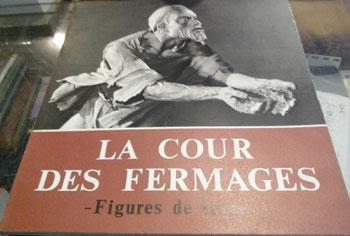 LA COUR
DES FERMAGES
-Figures de